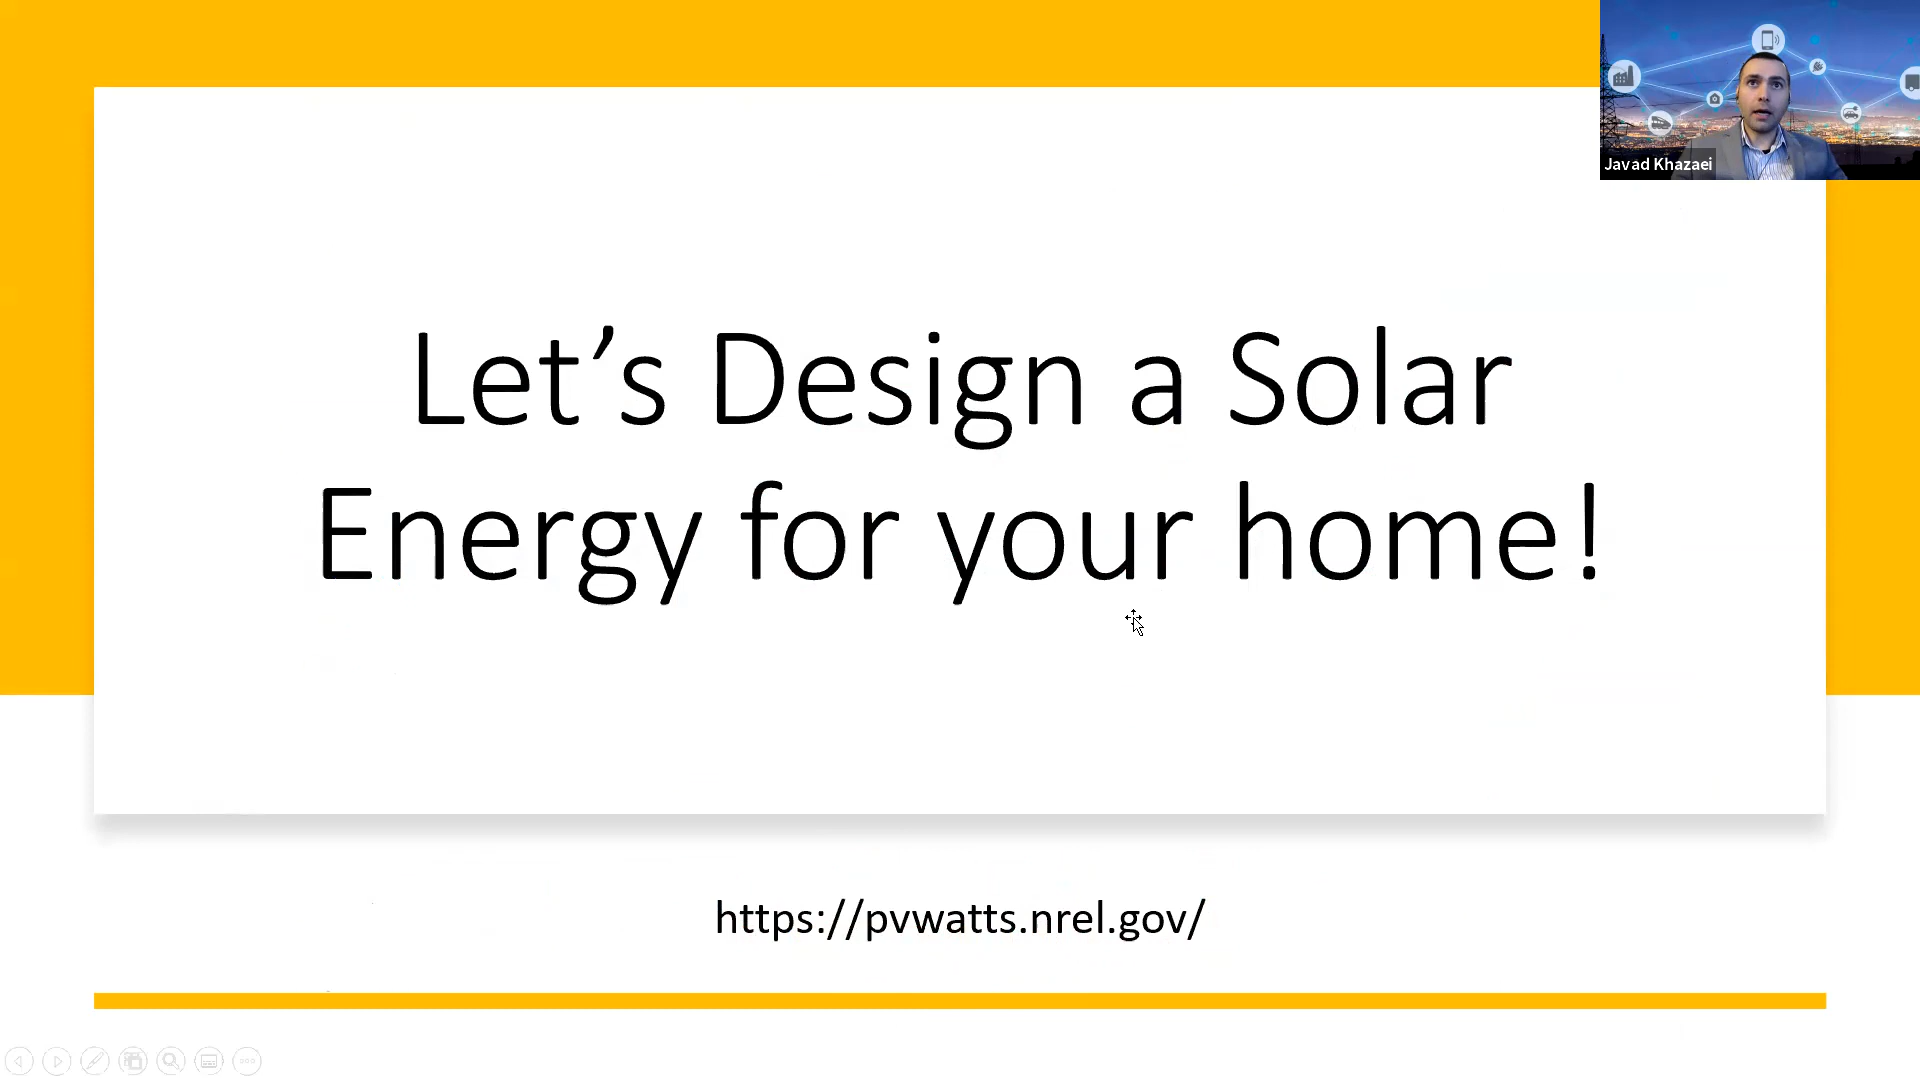 Javad Khazaei
Let’s Design a Solar
Energy for your home!
https://pvwatts.nrel.gov/